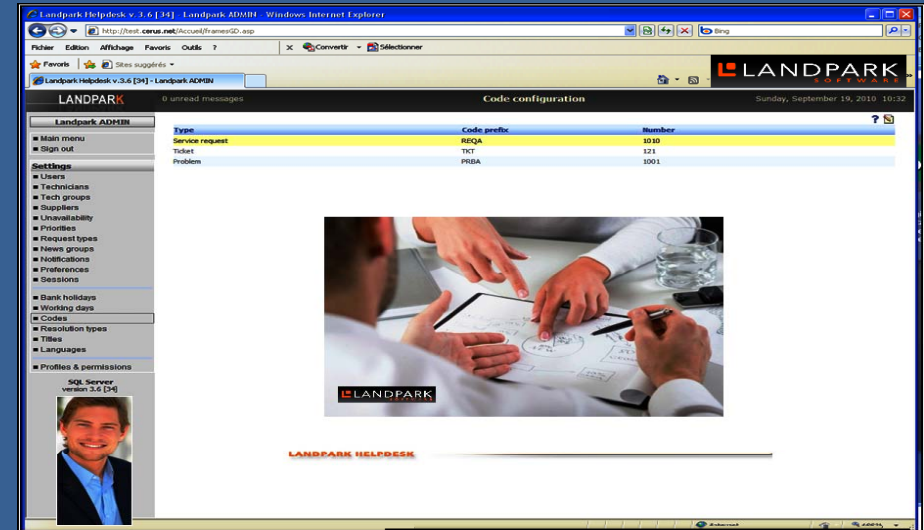 Landpark Helpdesk v. 3.6 [34] - Landpark ADMIN - Windows Internet Explorer
http://test.cerus.net/Accueil/framesGD.asp
Bing
Fichier Edition Affichage Favoris Outils ?
x Convertir Sélectionner
Favoris Sites suggérés
Landpark Helpdesk v.3.6 [34] - Landpark ADMIN
LANDPARK
SOFTWARE
LANDPARK 0 unread messages Code configuration Sunday, September 19, 2010 10:32
Landpark ADMIN
Main menu
Sign out
Settings
Users
Technicians
Tech groups
Suppliers
Unavailability
Priorities
Request types
News groups
Notifications
Preferences
Sessions
Bank holidays
Working days
Codes
Resolution types
Titles
Languages
Profiles & permissions
SQL Server
version 3.6 [34]
?
Type Code prefix Number
Service request REQA 1010
Ticket TKT 121
Problem PRBA 1001
LANDPARK
LANDPARK HELPDESK